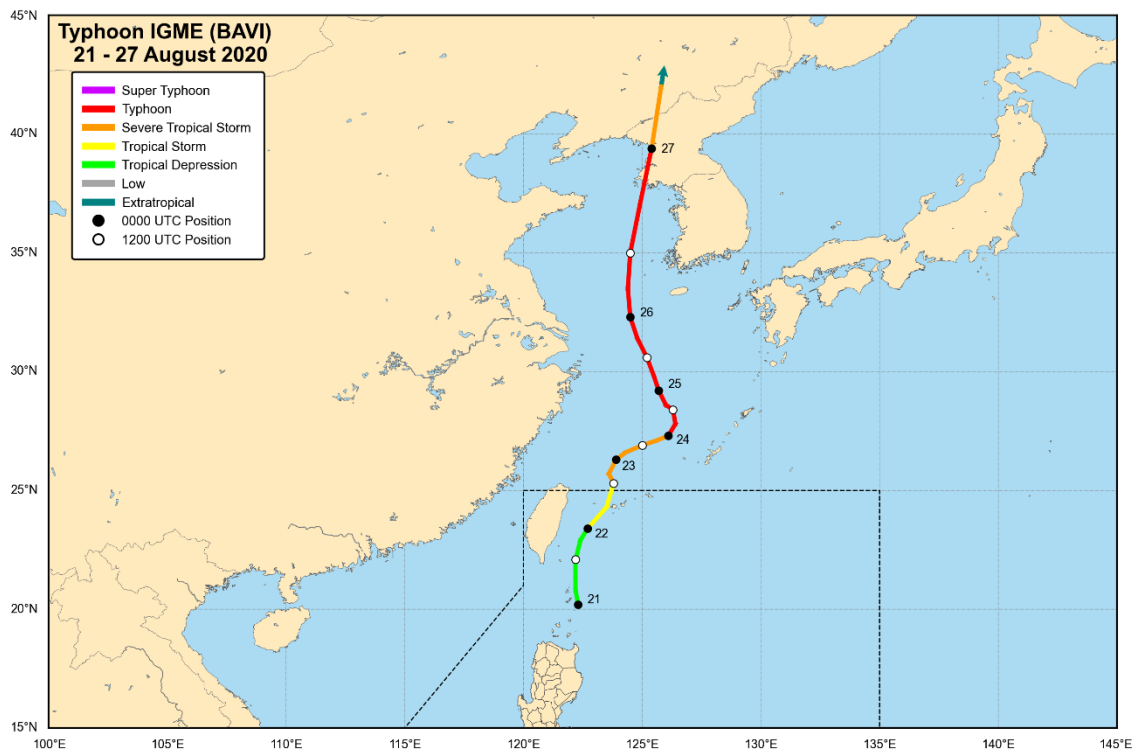 Typhoon IGME (BAVI)
21 - 27 August 2020
Super Typhoon
Typhoon
Severe Tropical Storm
Tropical Storm
Tropical Depression
Low
Extratropical
0000 UTC Position
1200 UTC Position
45°N
40°N
35°N
30°N
25°N
20°N
15°N
27
26
25
24
23
22
21
100°E
105°E
110°E
115°E
120°E
125°E
130°E
135°E
140°E
145°E